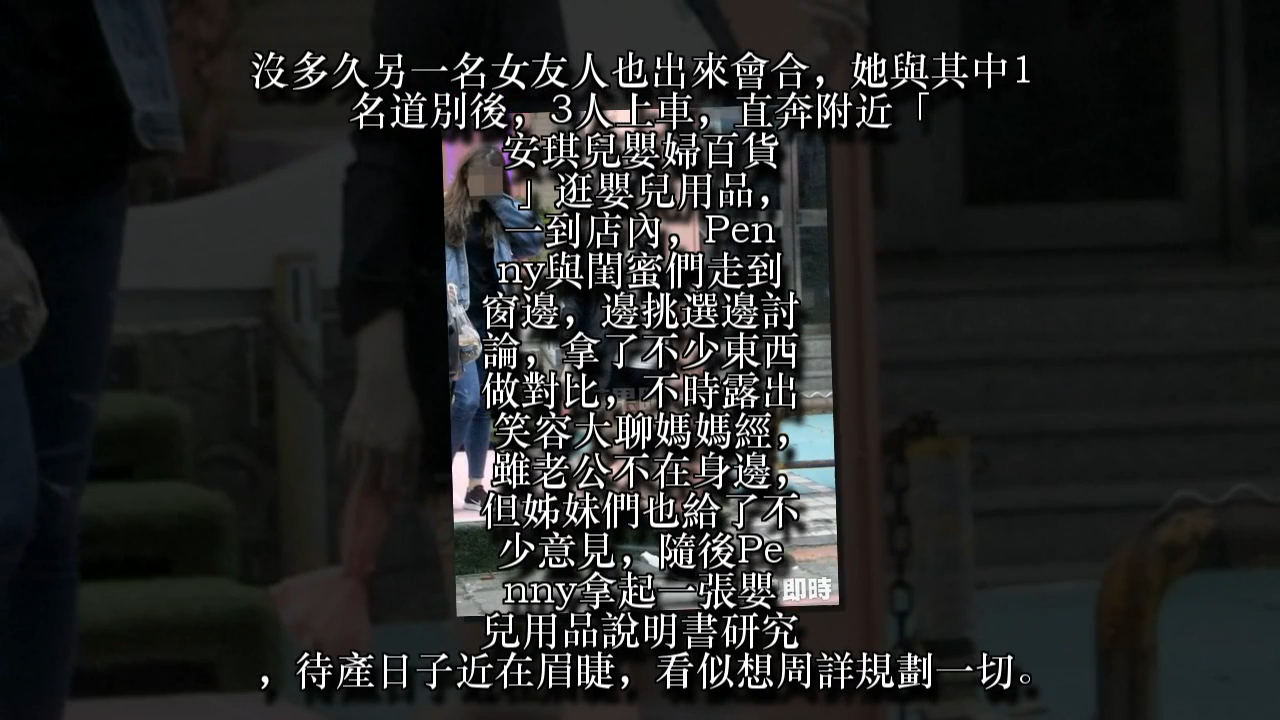 沒多久另一名女友人也出來會合，她與其中1
名道別後，3人上車，直奔附近「
安琪兒嬰婦百貨
」逛嬰兒用品，
一到店內，Pen
ny與閨蜜們走到
窗邊，邊挑選邊討
論，拿了不少東西
做對比，不時露出
笑容大聊媽媽經，
雖老公不在身邊，
但姊妹們也給了不
少意見，隨後Pe
nny拿起一張嬰
兒用品說明書研究
，待產日子近在眉睫，看似想周詳規劃一切。
即時